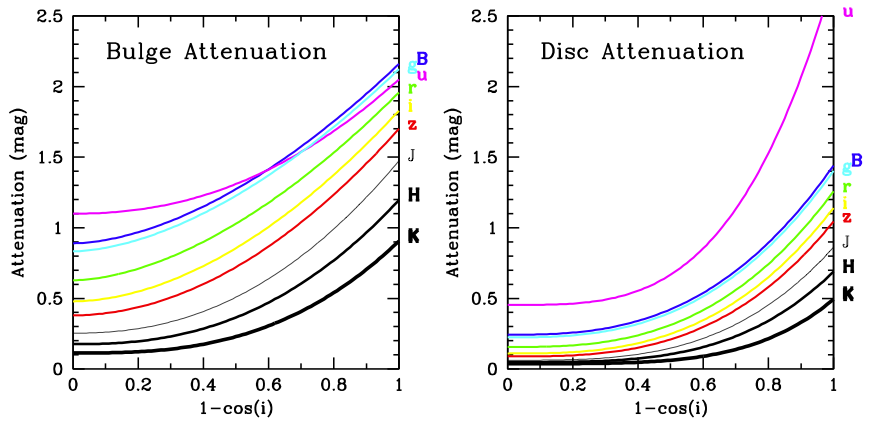 Bulge Attenuation
Attenuation (mag)
2.5
2
1.5
1
0.5
0
0 0.2 0.4 0.6 0.8 1
1-cos(i)
B
g
u
r
i
z
J
H
K
Disc Attenuation
Attenuation (mag)
2.5
2
1.5
1
0.5
0
0 0.2 0.4 0.6 0.8 1
1-cos(i)
u
B
g
r
i
z
J
H
K